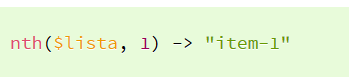 nth($lista, 1) -> "item-1"